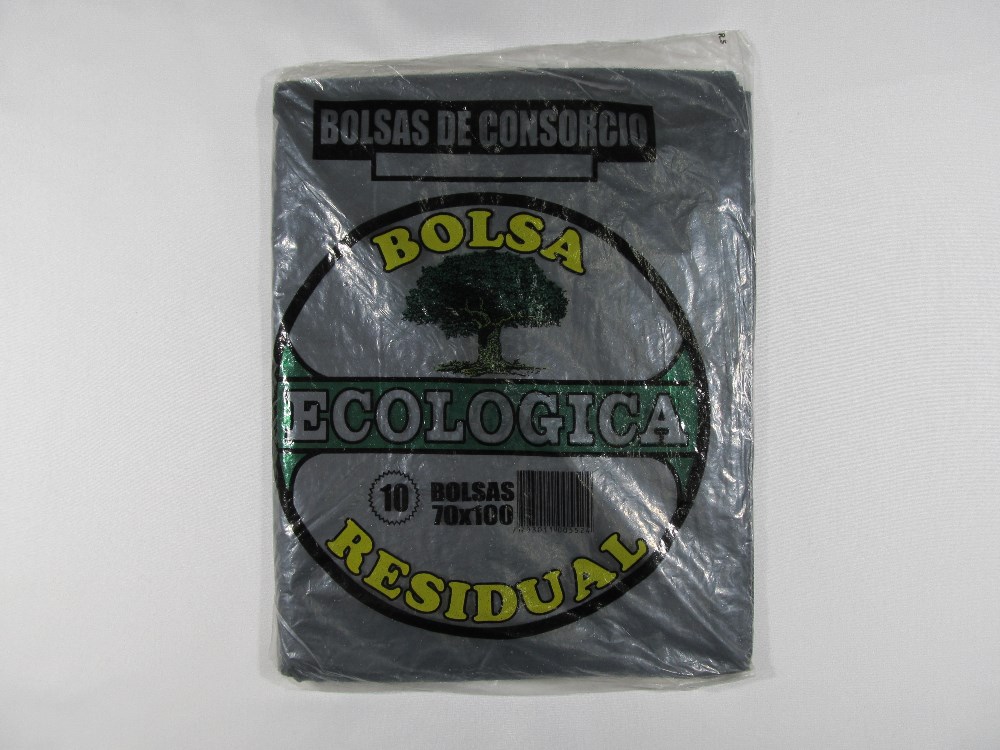 BOLSAS DE CONSORCIO
BOLSA
ECOLOGICA
10
BOLSAS
70x100
RESIDUAL